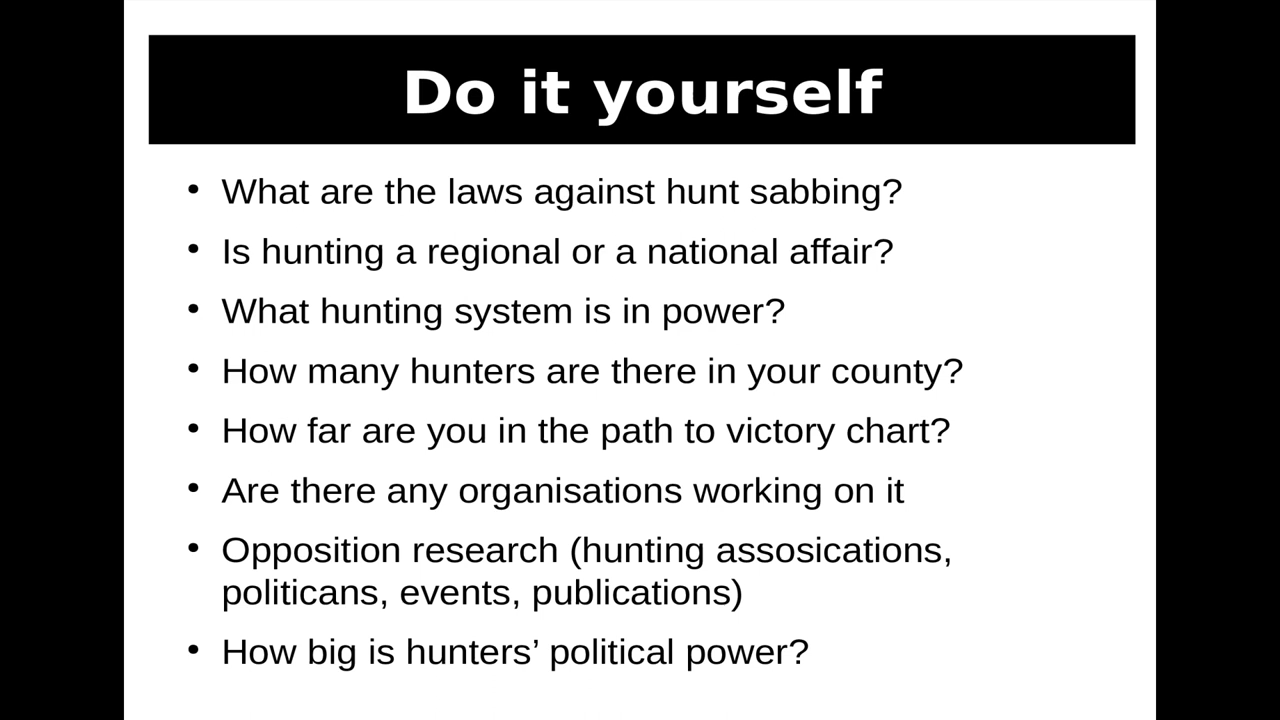 Do it yourself
• What are the laws against hunt sabbing?
• Is hunting a regional or a national affair?
• What hunting system is in power?
• How many hunters are there in your county?
• How far are you in the path to victory chart?
• Are there any organisations working on it
• Opposition research (hunting assosications,
politicans, events, publications)
• How big is hunters’ political power?